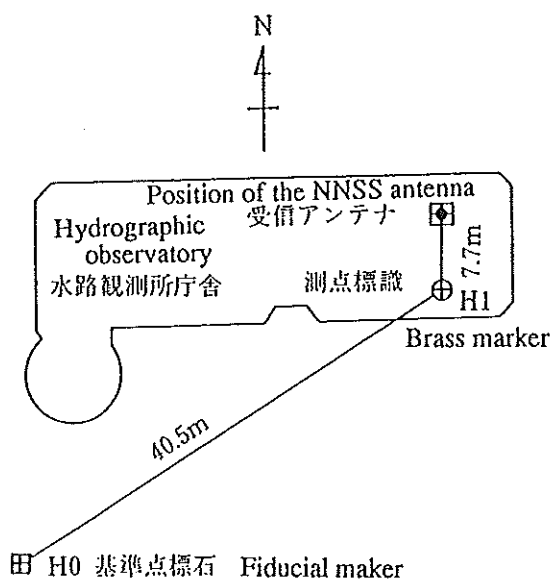 N
Position of the NNSS antenna
受信アンテナ
Hydrographic
observatory
水路観測所庁舎
測点標識
7.7m
H1
Brass marker
40.5m
H0 基準点標石 Fiducial maker